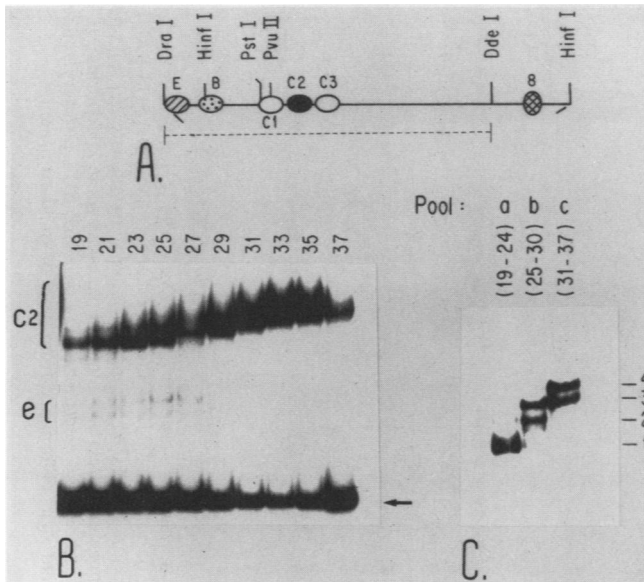 Dra I
Hinf I
Pst I
Pvu II
Dde I
Hinf I
E
B
C1
C2
C3
8
A.
19 21 23 25 27 29 31 33 35 37
C2
e
B.
Pool : a b c
(19-24) (25-30) (31-37)
C.